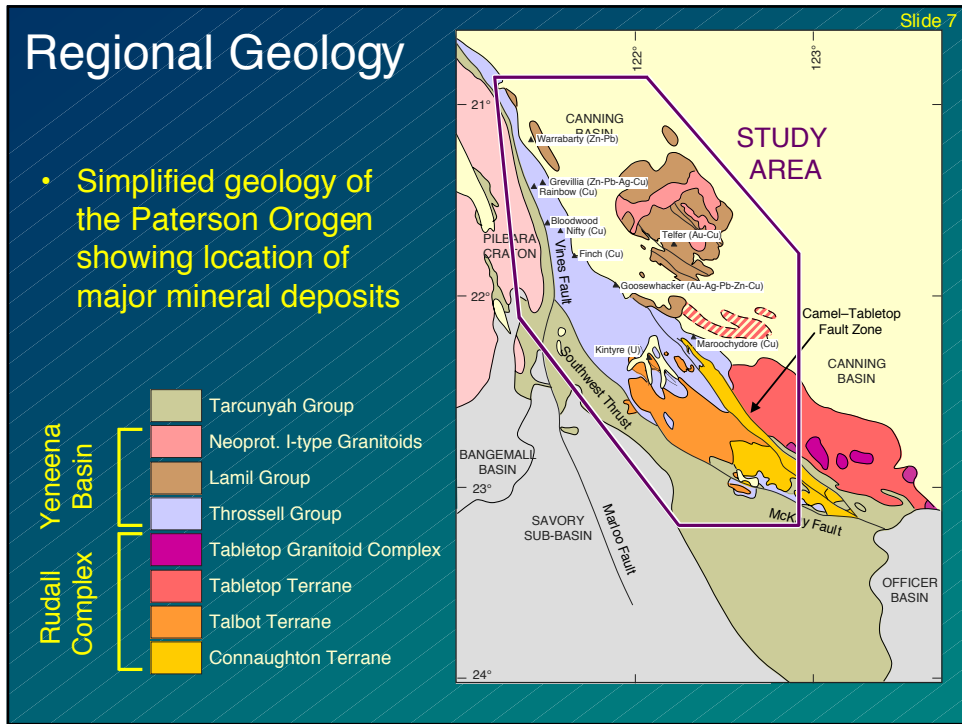 Slide 7
Regional Geology
• Simplified geology of
the Paterson Orogen
showing location of
major mineral deposits
Yeneena
Basin
Rudall
Complex
Tarcunyah Group
Neoprot. I-type Granitoids
Lamil Group
Throssell Group
Tabletop Granitoid Complex
Tabletop Terrane
Talbot Terrane
Connaughton Terrane
122°
123°
21°
22°
23°
24°
CANNING
BASIN
STUDY
AREA
Warrabarty (Zn-Pb)
Grevillia (Zn-Pb-Ag-Cu)
Rainbow (Cu)
Bloodwood
Nifty (Cu)
PILBARA
CRATON
Vines Fault
Finch (Cu)
Telfer (Au-Cu)
Goosewhacker (Au-Ag-Pb-Zn-Cu)
Camel–Tabletop
Fault Zone
Maroochydore (Cu)
Kintyre (U)
CANNING
BASIN
Southwest Thrust
BANGEMALL
BASIN
SAVORY
SUB-BASIN
Marloo Fault
McKay Fault
OFFICER
BASIN